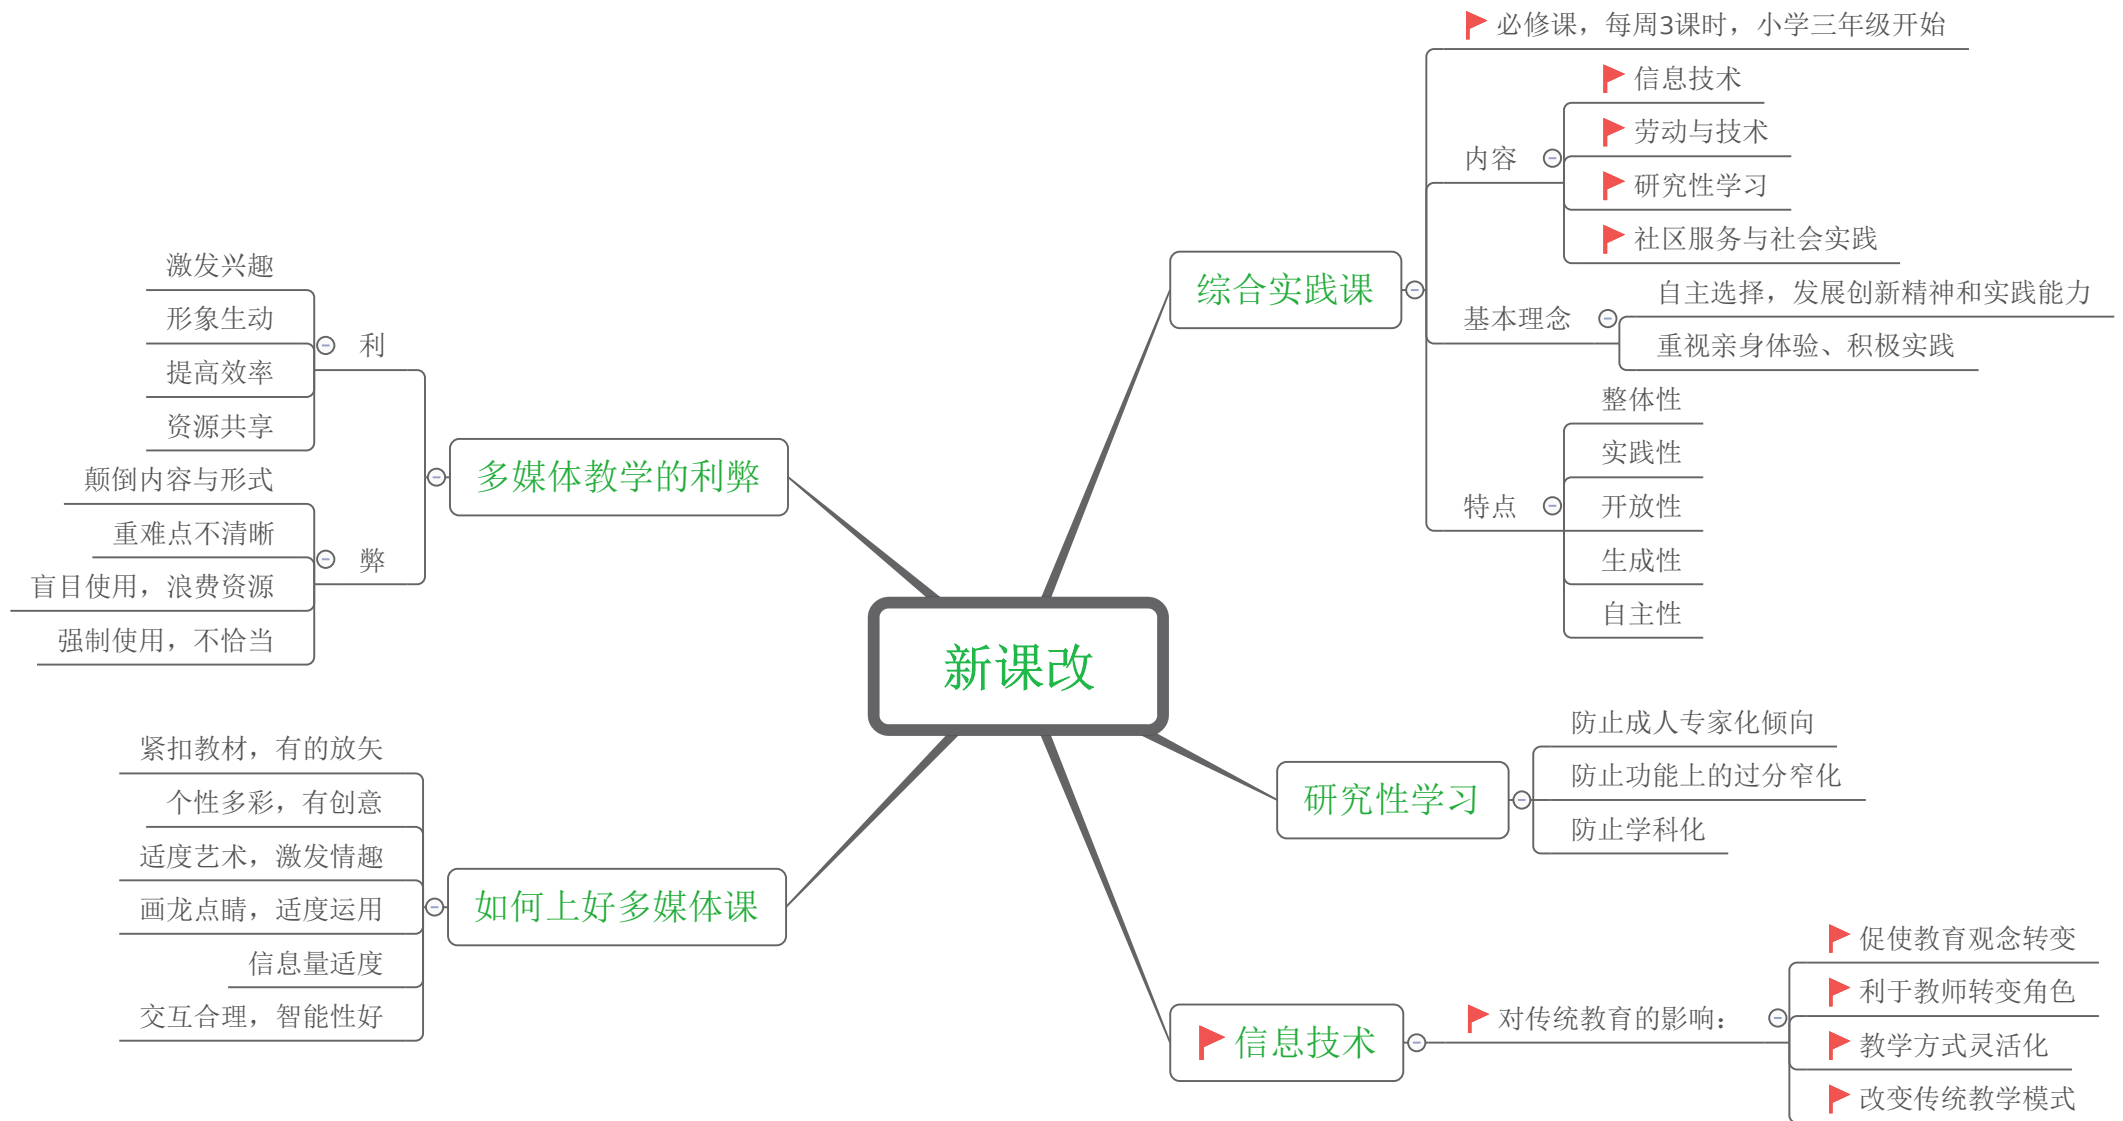 新课改
综合实践课
必修课，每周3课时，小学三年级开始
内容
信息技术
劳动与技术
研究性学习
社区服务与社会实践
基本理念
自主选择，发展创新精神和实践能力
重视亲身体验、积极实践
特点
整体性
实践性
开放性
生成性
自主性
研究性学习
防止成人专家化倾向
防止功能上的过分窄化
防止学科化
信息技术
对传统教育的影响：
促使教育观念转变
利于教师转变角色
教学方式灵活化
改变传统教学模式
多媒体教学的利弊
利
激发兴趣
形象生动
提高效率
资源共享
弊
颠倒内容与形式
重难点不清晰
盲目使用，浪费资源
强制使用，不恰当
如何上好多媒体课
紧扣教材，有的放矢
个性多彩，有创意
适度艺术，激发情趣
画龙点睛，适度运用
信息量适度
交互合理，智能性好